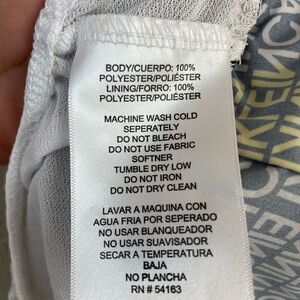 BODY/CUERPO: 100%
POLYESTER/POLIÉSTER
LINING/FORRO: 100%
POLYESTER/POLIÉSTER
MACHINE WASH COLD
SEPERATELY
DO NOT BLEACH
DO NOT USE FABRIC
SOFTNER
TUMBLE DRY LOW
DO NOT IRON
DO NOT DRY CLEAN
LAVAR A MAQUINA CON
AGUA FRIA POR SEPERADO
NO USAR BLANQUEADOR
NO USAR SUAVISADOR
SECAR A TEMPERATURA
BAJA
NO PLANCHA
RN # 54163